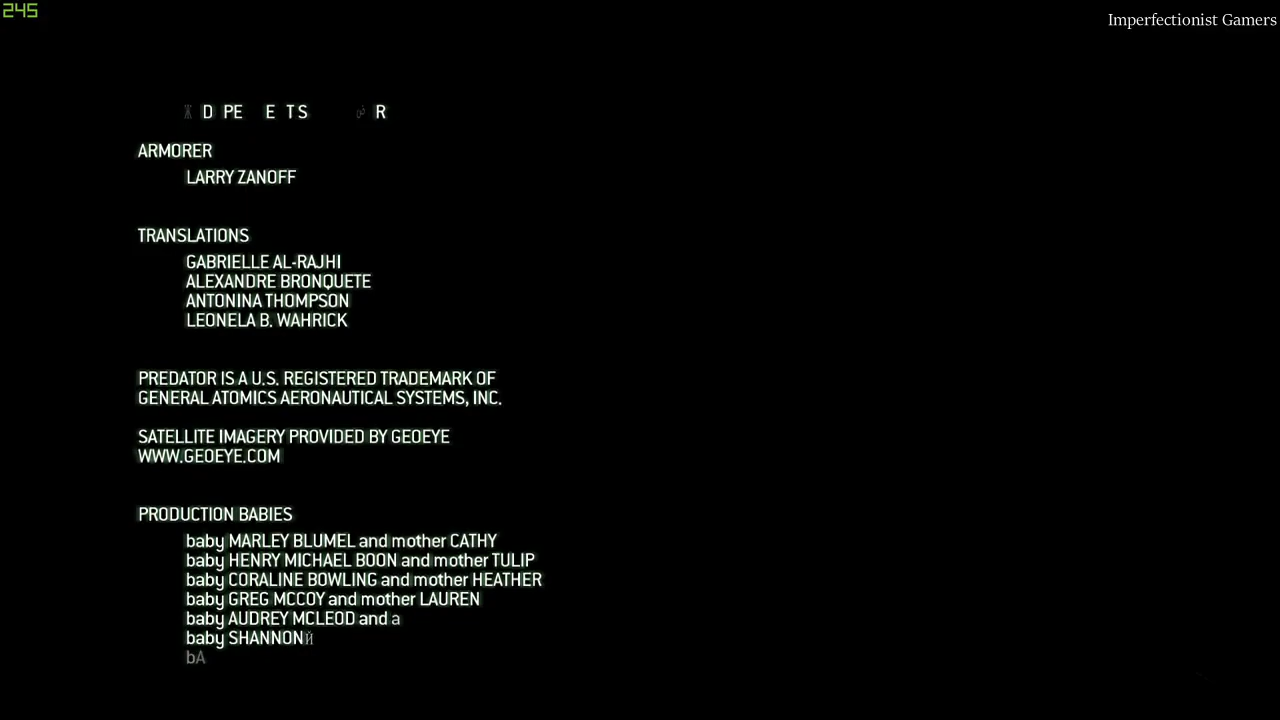 245
Imperfectionist Gamers
ARMORER
LARRY ZANOFF
TRANSLATIONS
GABRIELLE AL-RAJHI
ALEXANDRE BRONQUETE
ANTONINA THOMPSON
LEONELA B. WAHRICK
PREDATOR IS A U.S. REGISTERED TRADEMARK OF
GENERAL ATOMICS AERONAUTICAL SYSTEMS, INC.
SATELLITE IMAGERY PROVIDED BY GEOEYE
WWW.GEOEYE.COM
PRODUCTION BABIES
baby MARLEY BLUMEL and mother CATHY
baby HENRY MICHAEL BOON and mother TULIP
baby CORALINE BOWLING and mother HEATHER
baby GREG MCCOY and mother LAUREN
baby AUDREY MCLEOD and a
baby SHANNONЙ
bA